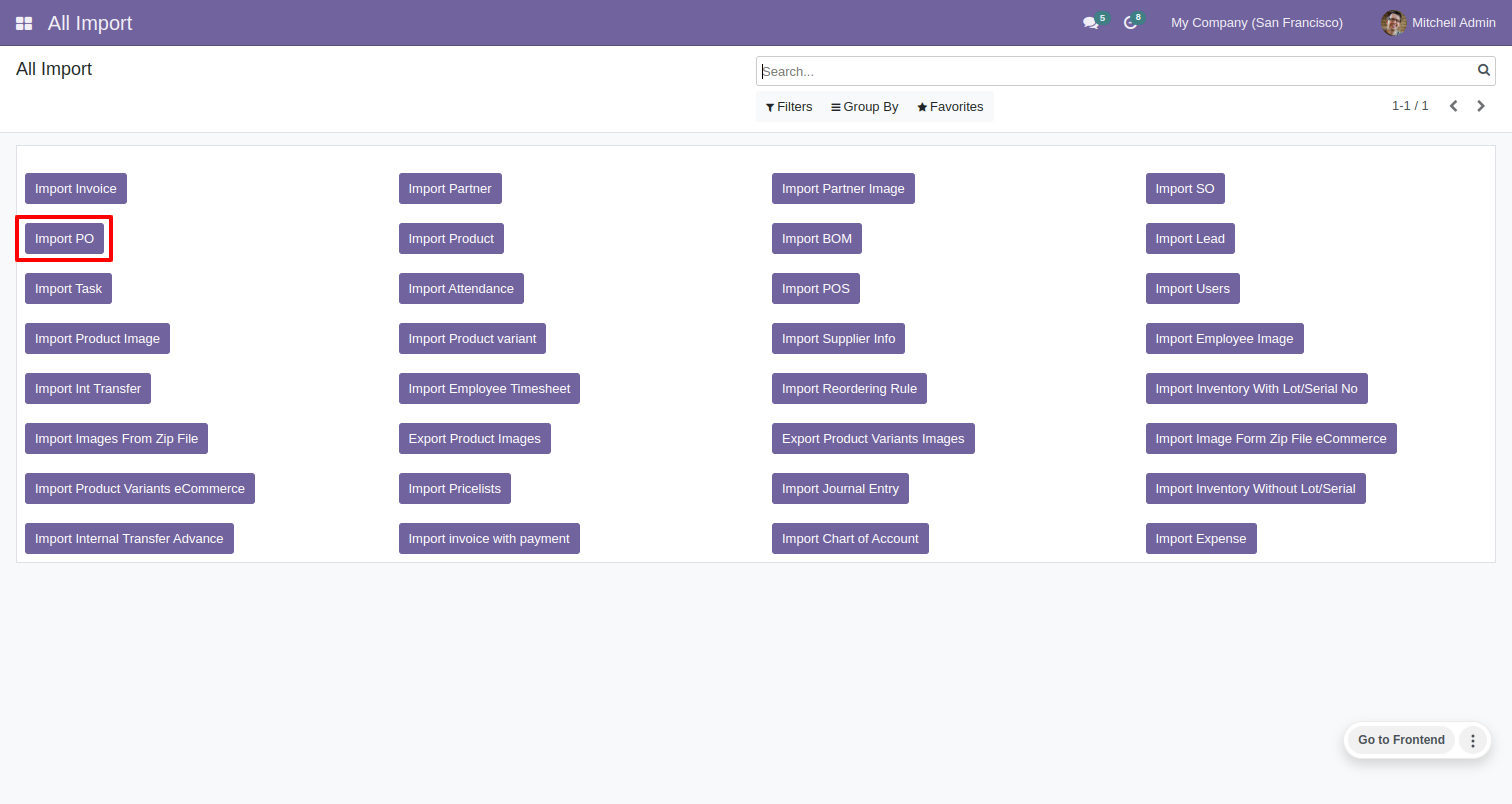 All Import 5 8 My Company (San Francisco) Mitchell Admin
All Import
Search...
Filters Group By Favorites 1-1 / 1
Import Invoice Import Partner Import Partner Image Import SO
Import PO Import Product Import BOM Import Lead
Import Task Import Attendance Import POS Import Users
Import Product Image Import Product variant Import Supplier Info Import Employee Image
Import Int Transfer Import Employee Timesheet Import Reordering Rule Import Inventory With Lot/Serial No
Import Images From Zip File Export Product Images Export Product Variants Images Import Image Form Zip File eCommerce
Import Product Variants eCommerce Import Pricelists Import Journal Entry Import Inventory Without Lot/Serial
Import Internal Transfer Advance Import invoice with payment Import Chart of Account Import Expense
Go to Frontend